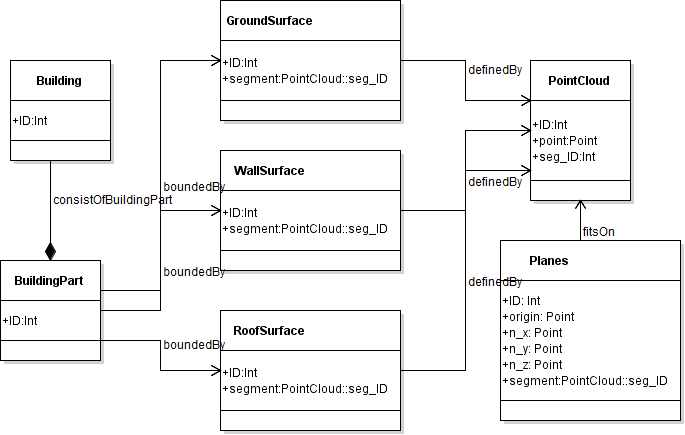 GroundSurface
+ID:Int
+segment:PointCloud::seg_ID
Building
+ID:Int
definedBy
PointCloud
+ID:Int
+point:Point
+seg_ID:Int
WallSurface
+ID:Int
+segment:PointCloud::seg_ID
boundedBy
consistOfBuildingPart
definedBy
fitsOn
BuildingPart
+ID:Int
boundedBy
definedBy
Planes
+ID: Int
+origin: Point
+n_x: Point
+n_y: Point
+n_z: Point
+segment:PointCloud::seg_ID
RoofSurface
+ID:Int
+segment:PointCloud::seg_ID
boundedBy